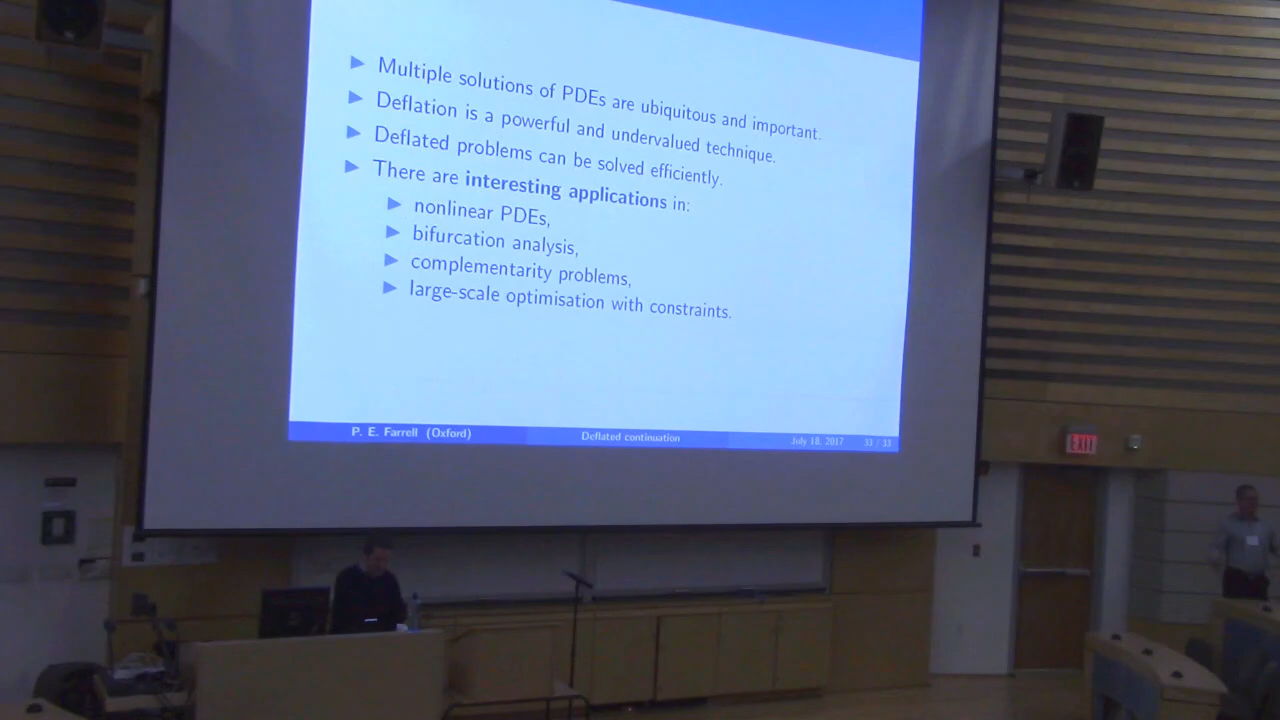 Multiple solutions of PDEs are ubiquitous and important.
Deflation is a powerful and undervalued technique.
Deflated problems can be solved efficiently.
There are interesting applications in:
nonlinear PDEs,
bifurcation analysis,
complementarity problems,
large-scale optimisation with constraints.
P. E. Farrell (Oxford) Deflated continuation July 18, 2017 33 / 33
EXIT